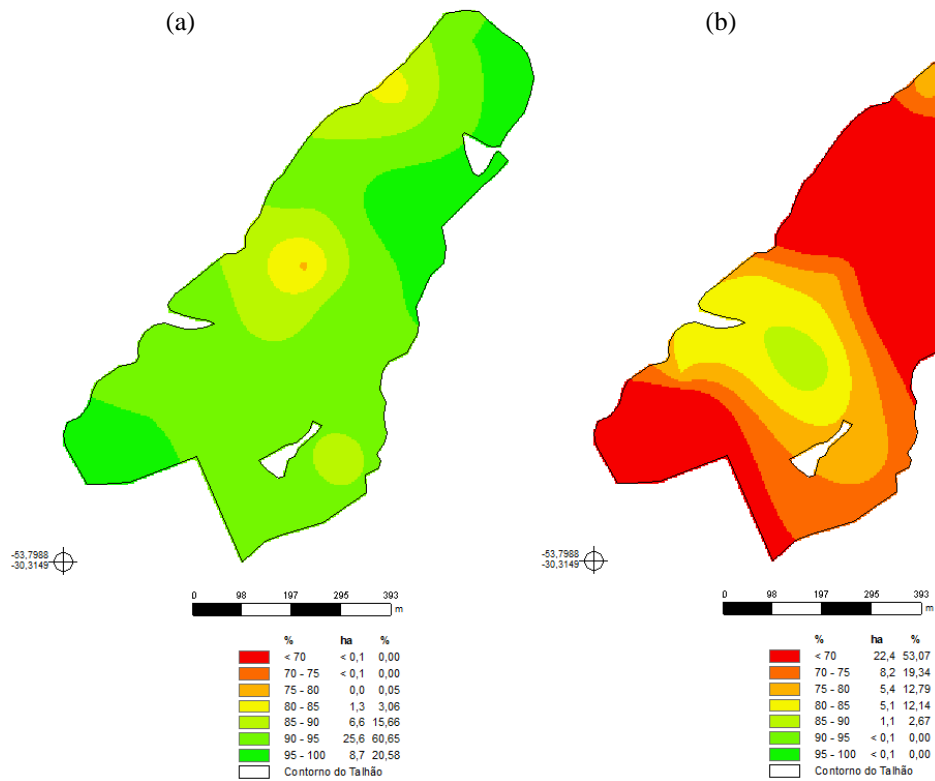 (a) (b)
-53,7988
-30,3149
-53,7988
-30,3149
0 98 197 295 393
m
0 98 197 295 393
m
% ha %
< 70 < 0,1 0,00
70 - 75 < 0,1 0,00
75 - 80 0,0 0,05
80 - 85 1,3 3,06
85 - 90 6,6 15,66
90 - 95 25,6 60,65
95 - 100 8,7 20,58
Contorno do Talhão
% ha %
< 70 22,4 53,07
70 - 75 8,2 19,34
75 - 80 5,4 12,79
80 - 85 5,1 12,14
85 - 90 1,1 2,67
90 - 95 < 0,1 0,00
95 - 100 < 0,1 0,00
Contorno do Talhão